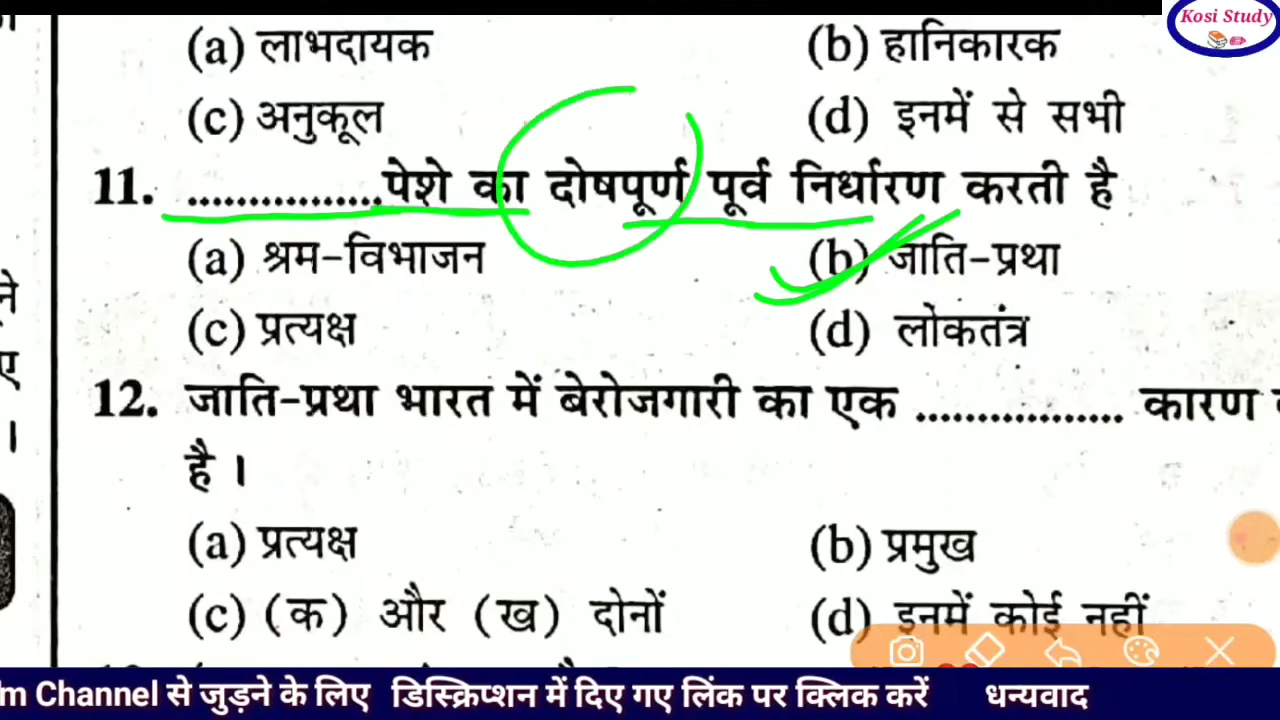 Kosi Study
(a) लाभदायक (b) हानिकारक
(c) अनुकूल (d) इनमें से सभी
11. ................पेशे का दोषपूर्ण पूर्व निर्धारण करती है
(a) श्रम-विभाजन (b) जाति-प्रथा
(c) प्रत्यक्ष (d) लोकतंत्र
ने
ए
12. जाति-प्रथा भारत में बेरोजगारी का एक ................. कारण
। है ।
(a) प्रत्यक्ष (b) प्रमुख
(c) (क) और (ख) दोनों (d) इनमें कोई नहीं
m Channel से जुड़ने के लिए डिस्क्रिप्शन में दिए गए लिंक पर क्लिक करें धन्यवाद